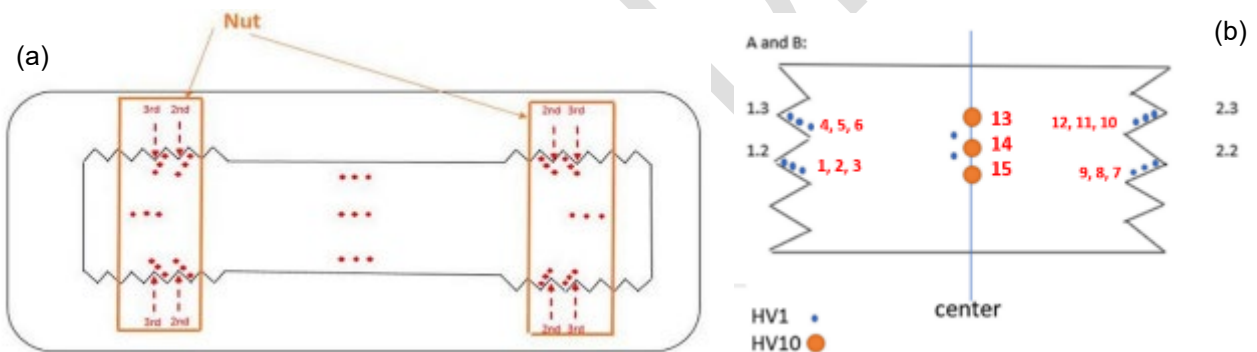 (a)
Nut
3rd 2nd
2nd 3rd
3rd 2nd
2nd 3rd
(b)
A and B:
1.3
4, 5, 6
13
12, 11, 10
2.3
14
1.2
1, 2, 3
15
9, 8, 7
2.2
center
HV1
HV10